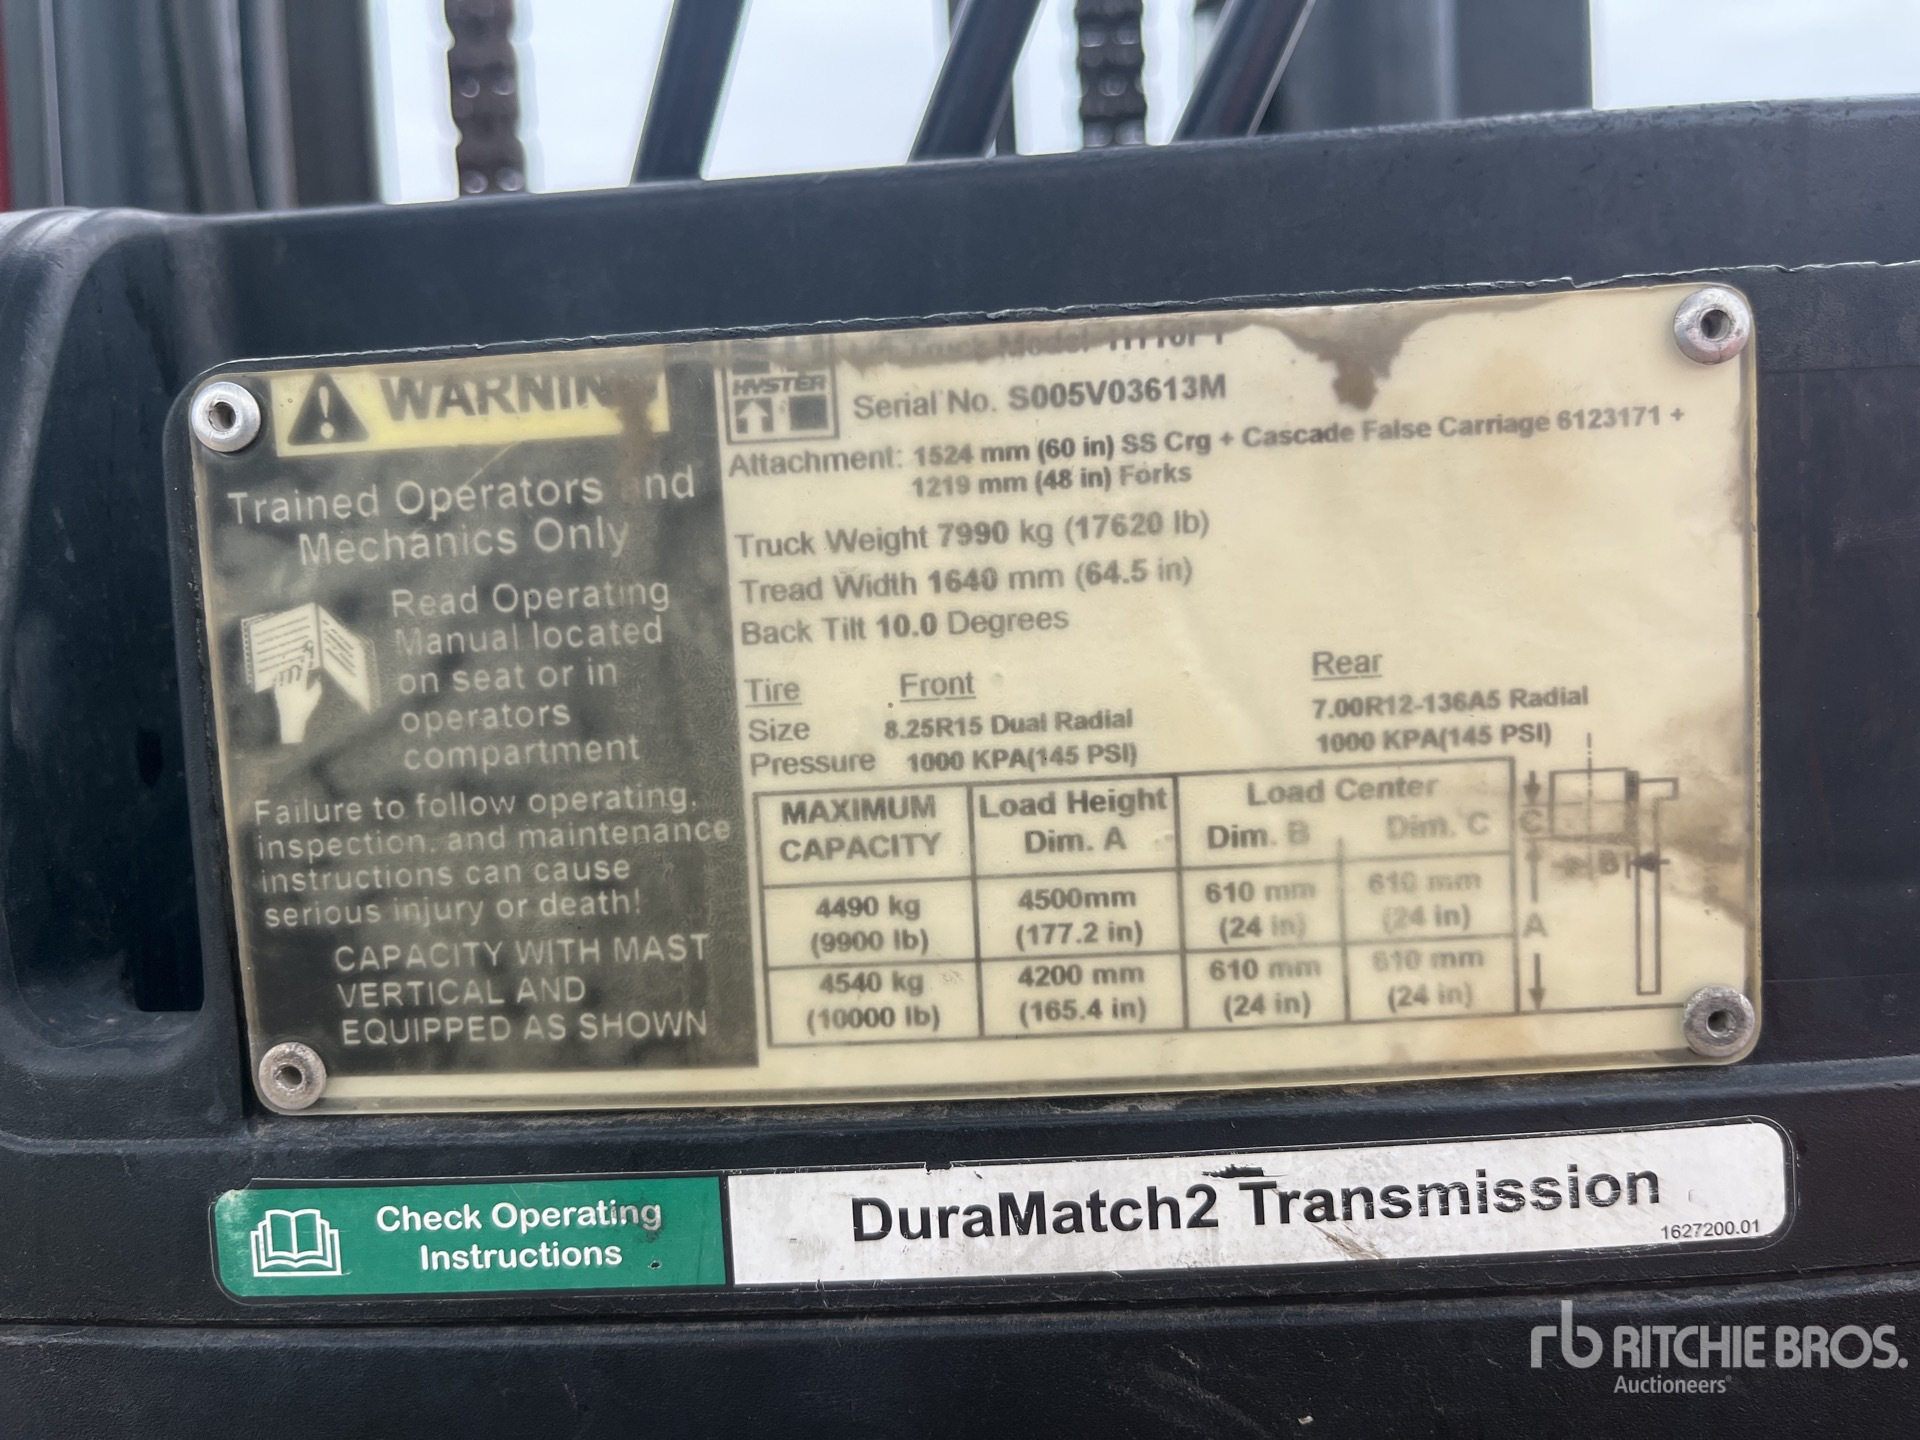 WARNING
Trained Operators and
Mechanics Only
Read Operating
Manual located
on seat or in
operators
compartment
Failure to follow operating,
inspection, and maintenance
instructions can cause
serious injury or death!
CAPACITY WITH MAST
VERTICAL AND
EQUIPPED AS SHOWN
HYSTER
Truck Model
Serial No. S005V03613M
Attachment: 1524 mm (60 in) SS Crg + Cascade False Carriage 6123171 +
1219 mm (48 in) Forks
Truck Weight 7990 kg (17620 lb)
Tread Width 1640 mm (64.5 in)
Back Tilt 10.0 Degrees
Tire Front Rear
Size 8.25R15 Dual Radial 7.00R12-136A5 Radial
Pressure 1000 KPA(145 PSI) 1000 KPA(145 PSI)
MAXIMUM CAPACITY Load Height Dim. A Load Center Dim. B Dim. C
4490 kg 4500mm 610 mm 610 mm
(9900 lb) (177.2 in) (24 in) (24 in)
4540 kg 4200 mm 610 mm 610 mm
(10000 lb) (165.4 in) (24 in) (24 in)
C
B
A
Check Operating
Instructions
DuraMatch2 Transmission
1627200.01
rb RITCHIE BROS.
Auctioneers